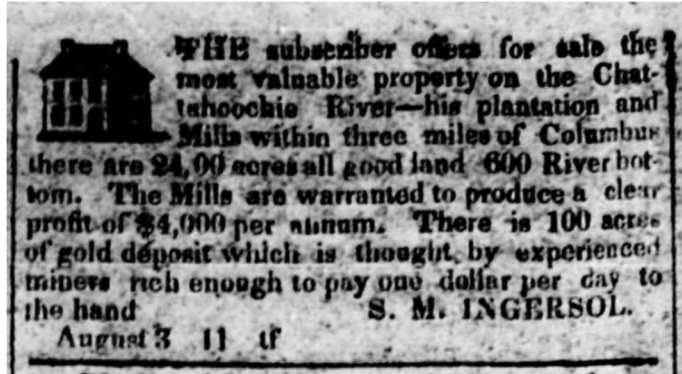 THE subscriber offers for sale the
most valuable property on the Chat-
tahoochie River—his plantation and
Mills within three miles of Columbus
there are 24,00 acres all good land 600 River bot-
tom. The Mills are warranted to produce a clear
profit of $4,000 per annum. There is 100 acres
of gold deposit which is thought, by experienced
miners rich enough to pay one dollar per day to
the hand S. M. INGERSOL.
August 3 11 tf